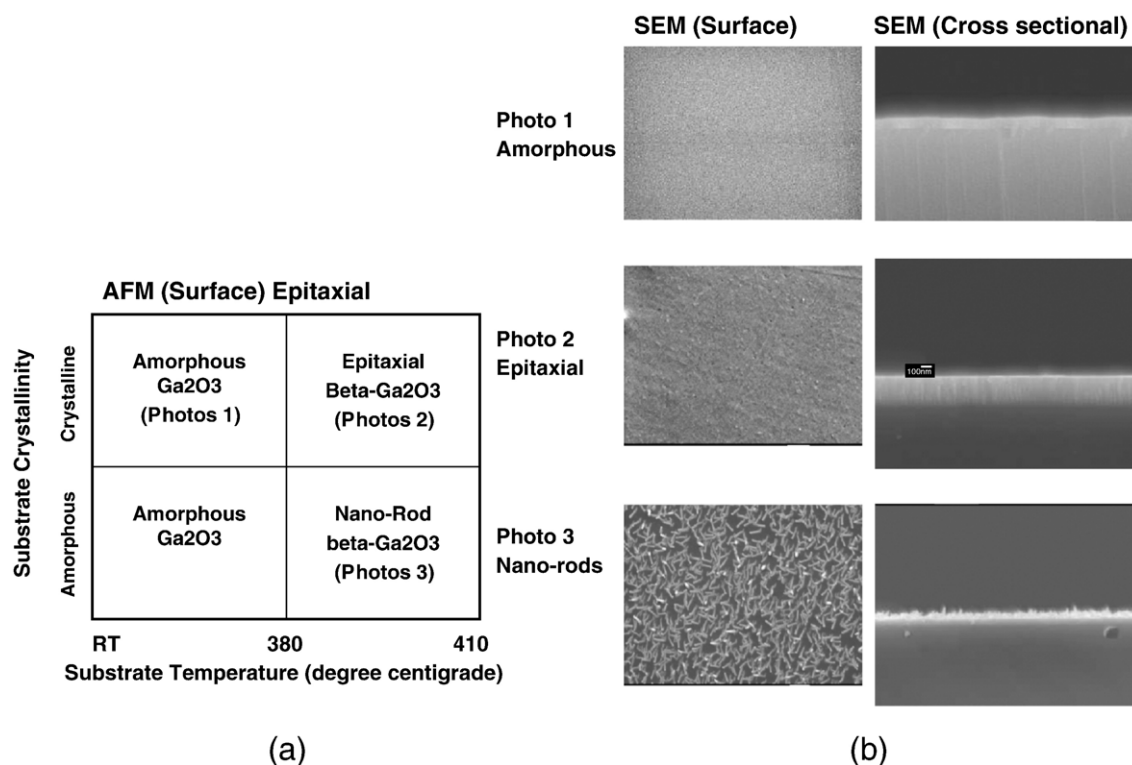 SEM (Surface)
SEM (Cross sectional)
Photo 1
Amorphous
AFM (Surface) Epitaxial
Substrate Crystallinity
Crystalline
Amorphous
Amorphous
Ga2O3
(Photos 1)
Epitaxial
Beta-Ga2O3
(Photos 2)
Amorphous
Ga2O3
Nano-Rod
beta-Ga2O3
(Photos 3)
RT
380
410
Substrate Temperature (degree centigrade)
Photo 2
Epitaxial
100nm
Photo 3
Nano-rods
(a)
(b)